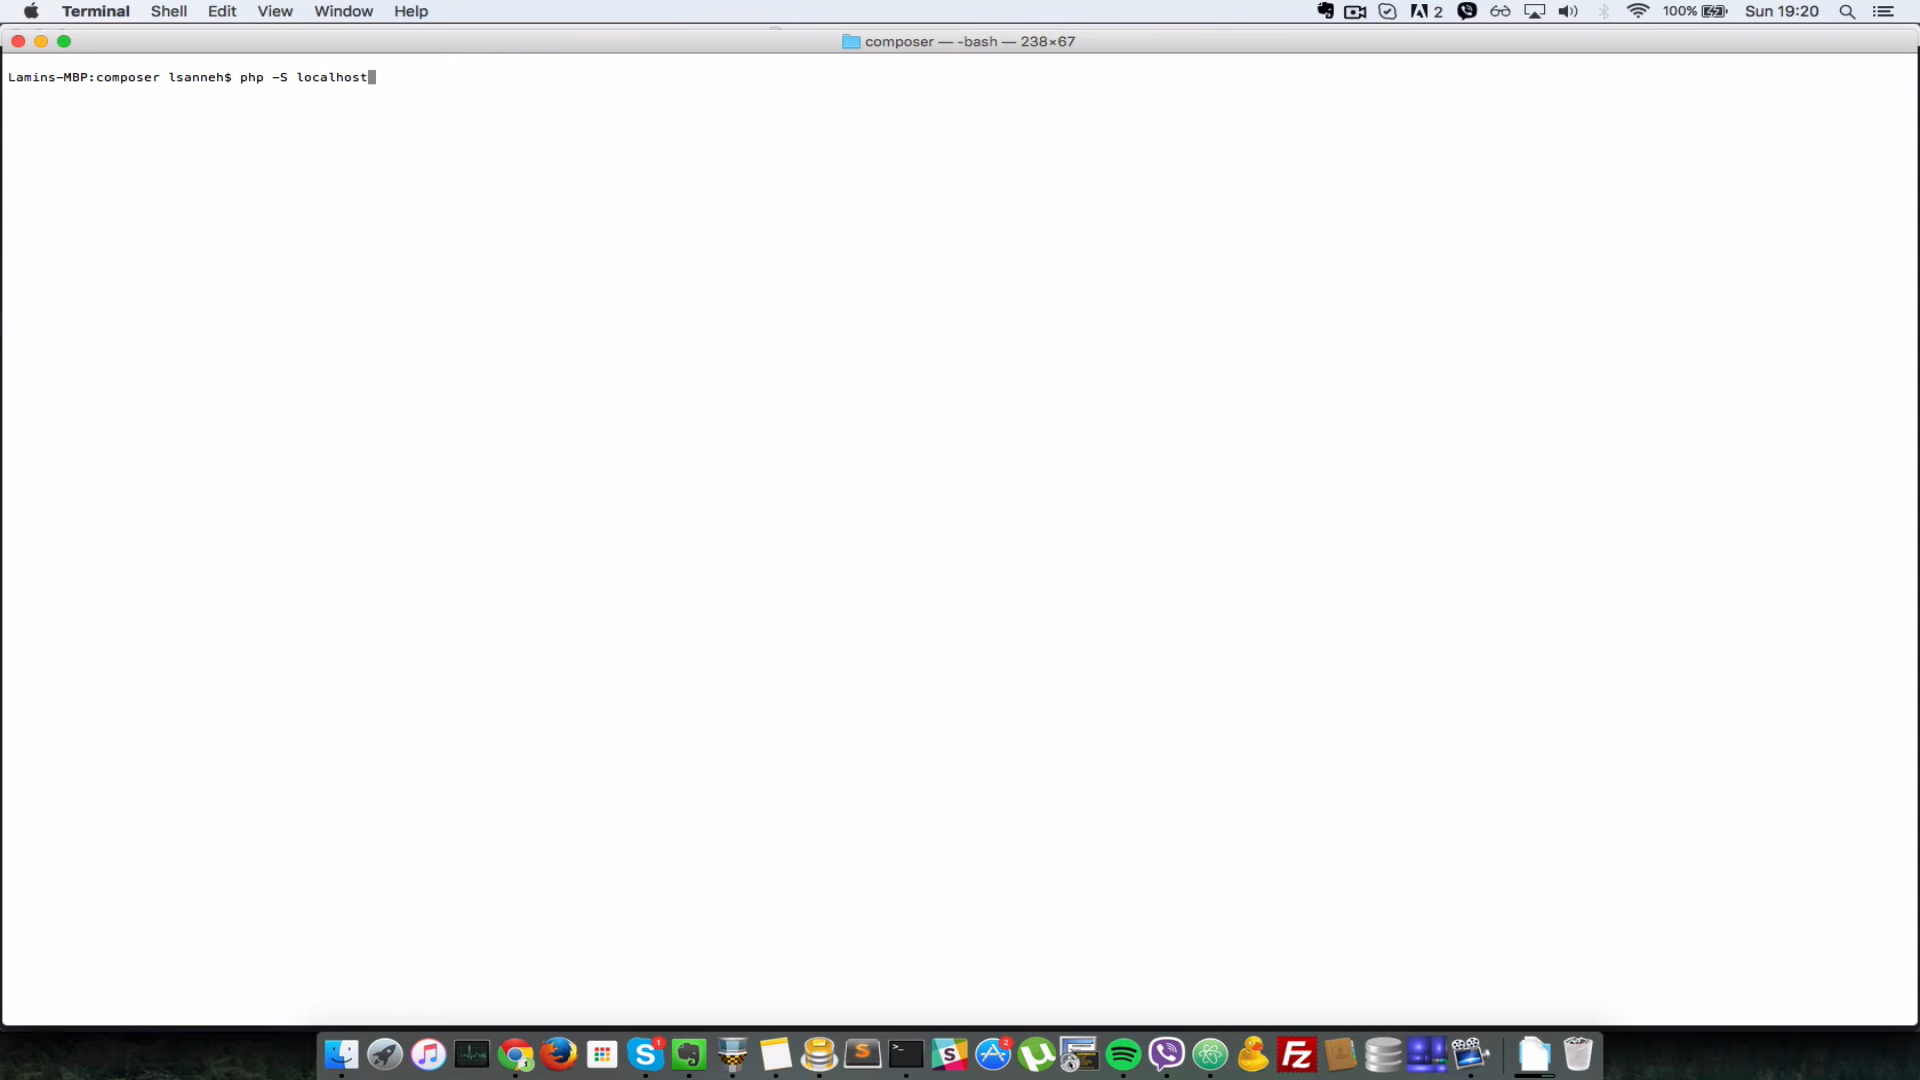 Terminal Shell Edit View Window Help 2 100% Sun 19:20
composer — -bash — 238×67
Lamins-MBP:composer lsanneh$ php -S localhost